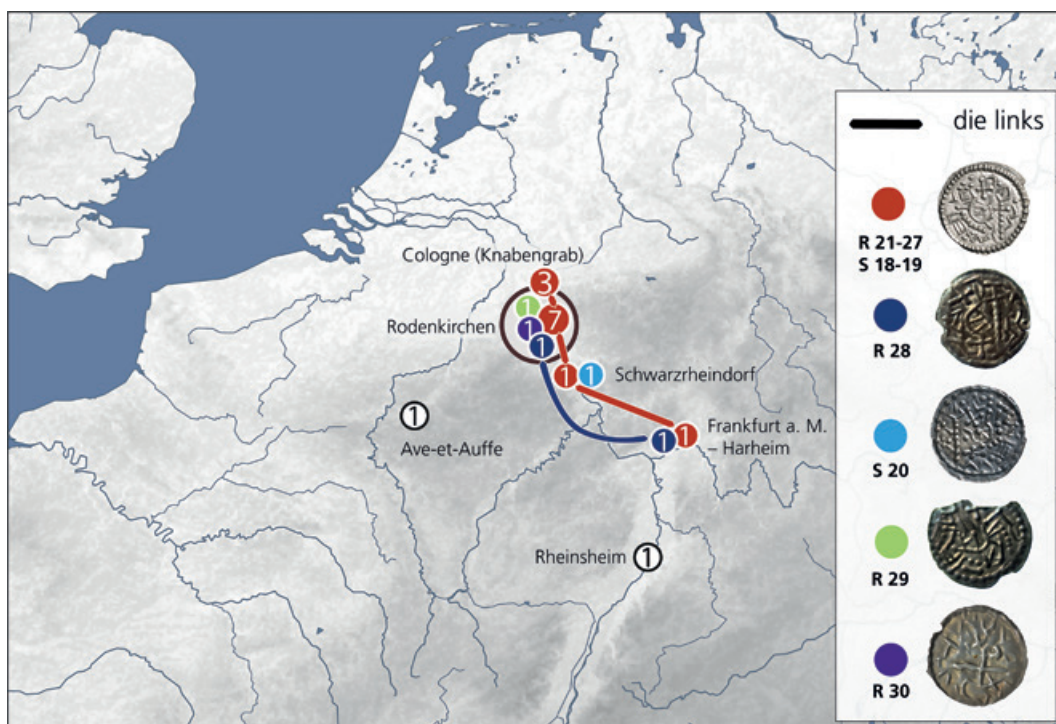 die links
R 21-27
S 18-19
R 28
S 20
R 29
R 30
Cologne (Knabengrab)
3
1
7
Rodenkirchen
1
1
1
1
Schwarzrheindorf
1
Ave-et-Auffe
1
1
Frankfurt a. M.
– Harheim
Rheinsheim
1